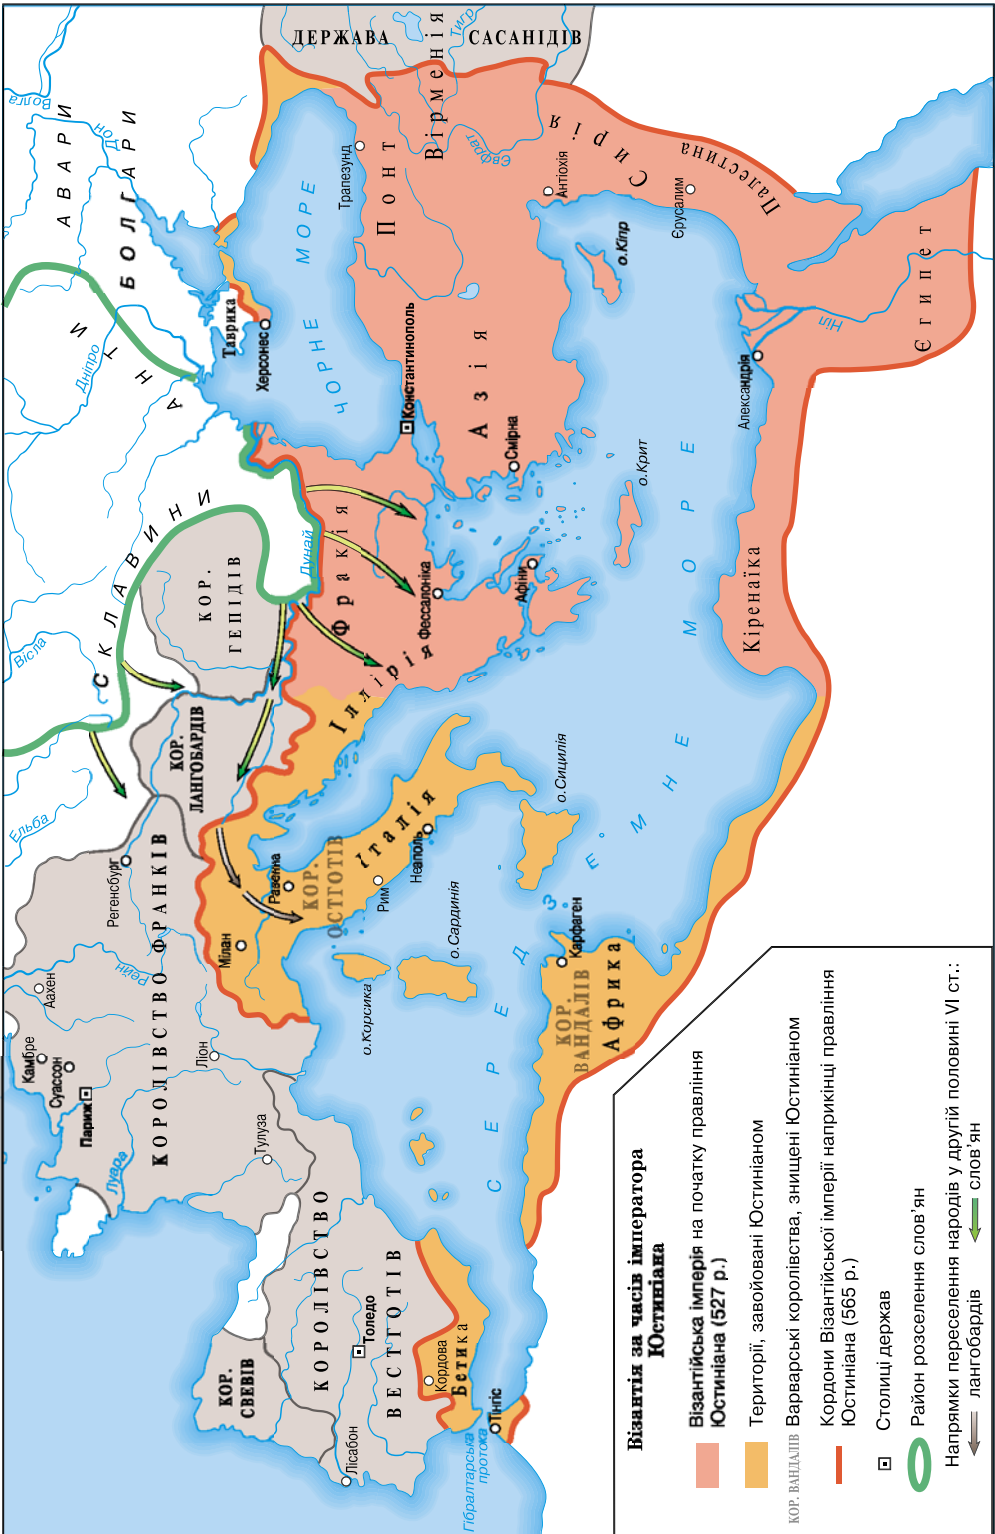 Візантія за часів імператора
Юстиніана
Візантійська імперія на початку правління
Юстиніана (527 р.)
Території, завойовані Юстиніаном
КОР. ВАНДАЛІВ
Варварські королівства, знищені Юстиніаном
Кордони Візантійської імперії наприкінці правління
Юстиніана (565 р.)
Столиці держав
Район розселення слов’ян
Напрямки переселення народів у другій половині VI ст.:
лангобардів
слов’ян
Камбре
Суассон
Париж
Аахен
Рейн
Луара
КОРОЛІВСТВО ФРАНКІВ
Регенсбург
Ліон
Тулуза
КОР.
СВЕВІВ
КОРОЛІВСТВО
ВЕСТГОТІВ
Толедо
Лісабон
Кордова
Бетика
Тінгіс
Гібралтарська
протока
Ельба
Вісла
СКЛАВИНИ
КОР.
ЛАНГОБАРДІВ
КОР.
ГЕПІДІВ
Дунай
АНТИ
Дніпро
БОЛГАРИ
АВАРИ
Дон
Волга
Таврика
Херсонес
ЧОРНЕ МОРЕ
Мілан
Равенна
КОР.
ОСТГОТІВ
Італія
Рим
Неаполь
о.Корсика
о.Сардинія
о.Сицилія
Іллірія
Фракія
Фессалоніка
Афіни
Константинополь
Смірна
Азія
Понт
Трапезунд
Вірменія
ДЕРЖАВА САСАНІДІВ
Тигр
Євфрат
Сирія
Антіохія
Палестина
Єрусалим
о.Кіпр
о.Крит
СЕРЕДЗЕМНЕ МОРЕ
Карфаген
КОР.
ВАНДАЛІВ
Африка
Кіренаїка
Александрія
Ніл
Єгипет